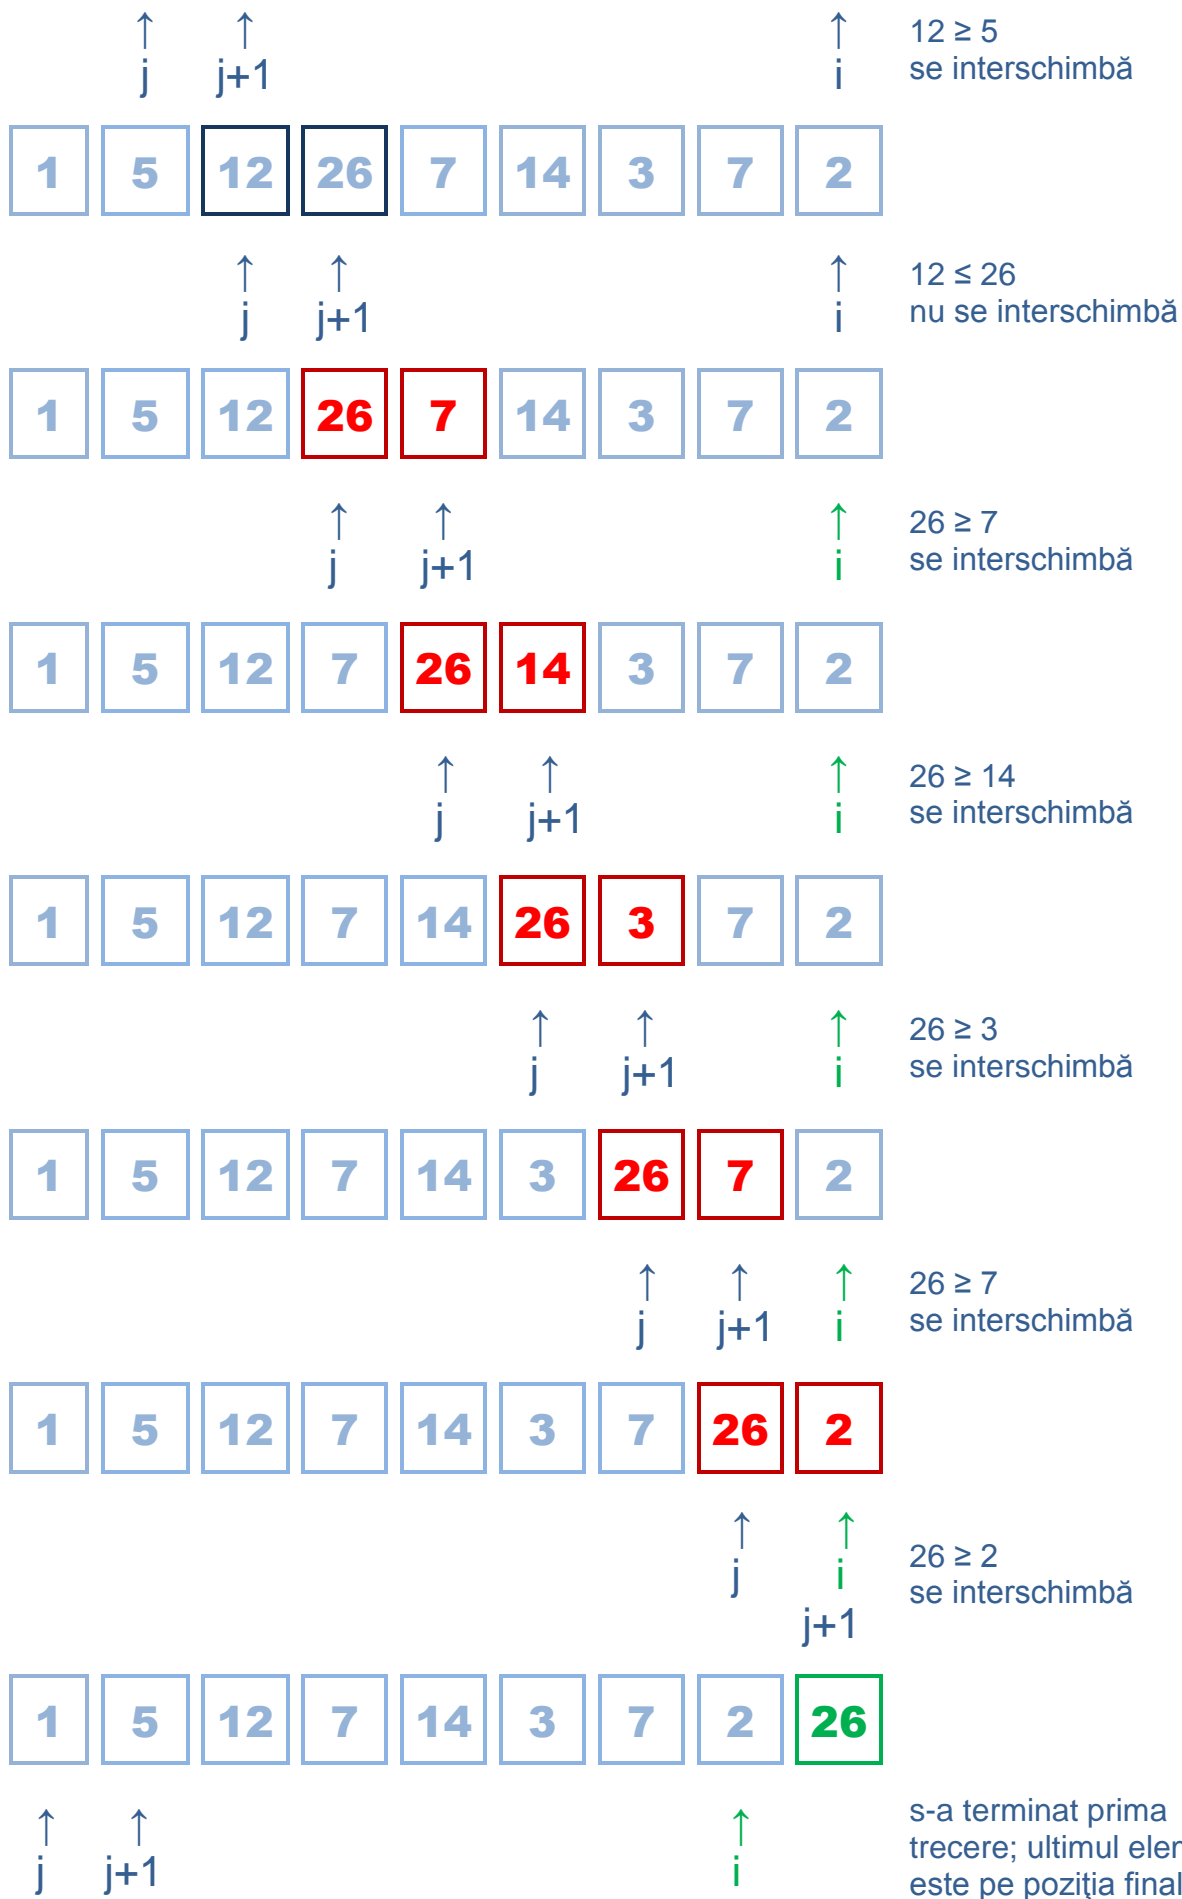 ↑ ↑ ↑ 12 ≥ 5
j j+1 i se interschimbă
1 5 12 26 7 14 3 7 2
↑ ↑ ↑ 12 ≤ 26
j j+1 i nu se interschimbă
1 5 12 26 7 14 3 7 2
↑ ↑ ↑ 26 ≥ 7
j j+1 i se interschimbă
1 5 12 7 26 14 3 7 2
↑ ↑ ↑ 26 ≥ 14
j j+1 i se interschimbă
1 5 12 7 14 26 3 7 2
↑ ↑ ↑ 26 ≥ 3
j j+1 i se interschimbă
1 5 12 7 14 3 26 7 2
↑ ↑ ↑ 26 ≥ 7
j j+1 i se interschimbă
1 5 12 7 14 3 7 26 2
↑ ↑ 26 ≥ 2
j i se interschimbă
j+1
1 5 12 7 14 3 7 2 26
↑ ↑ ↑ s-a terminat prima
j j+1 i trecere; ultimul elem
este pe poziţia final